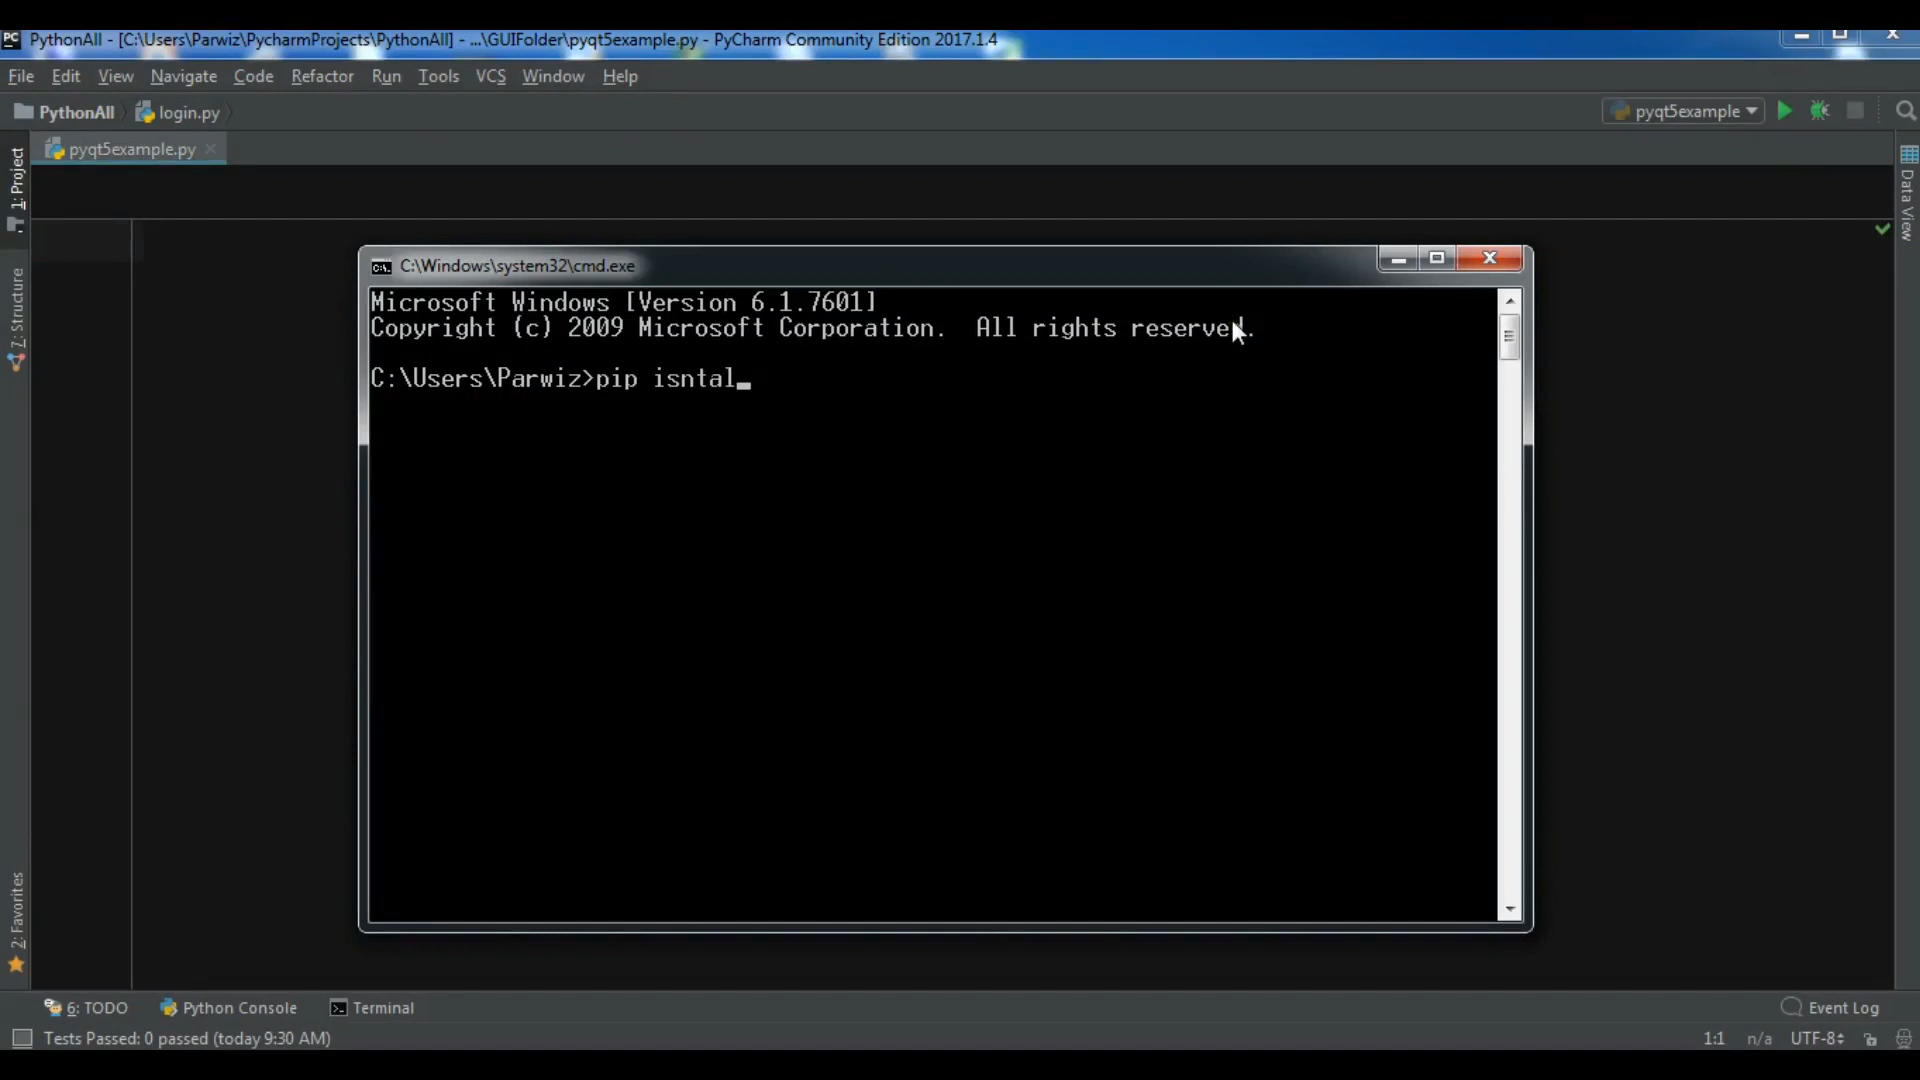 PC PythonAll - [C:\Users\Parwiz\PycharmProjects\PythonAll] - ...\GUIFolder\pyqt5example.py - PyCharm Community Edition 2017.1.4
File Edit View Navigate Code Refactor Run Tools VCS Window Help
PythonAll login.py pyqt5example
pyqt5example.py
1: Project
7: Structure
2: Favorites
Data View
C:\Windows\system32\cmd.exe
Microsoft Windows [Version 6.1.7601]
Copyright (c) 2009 Microsoft Corporation. All rights reserved.
C:\Users\Parwiz>pip isntal_
6: TODO Python Console Terminal Event Log
Tests Passed: 0 passed (today 9:30 AM) 1:1 n/a UTF-8